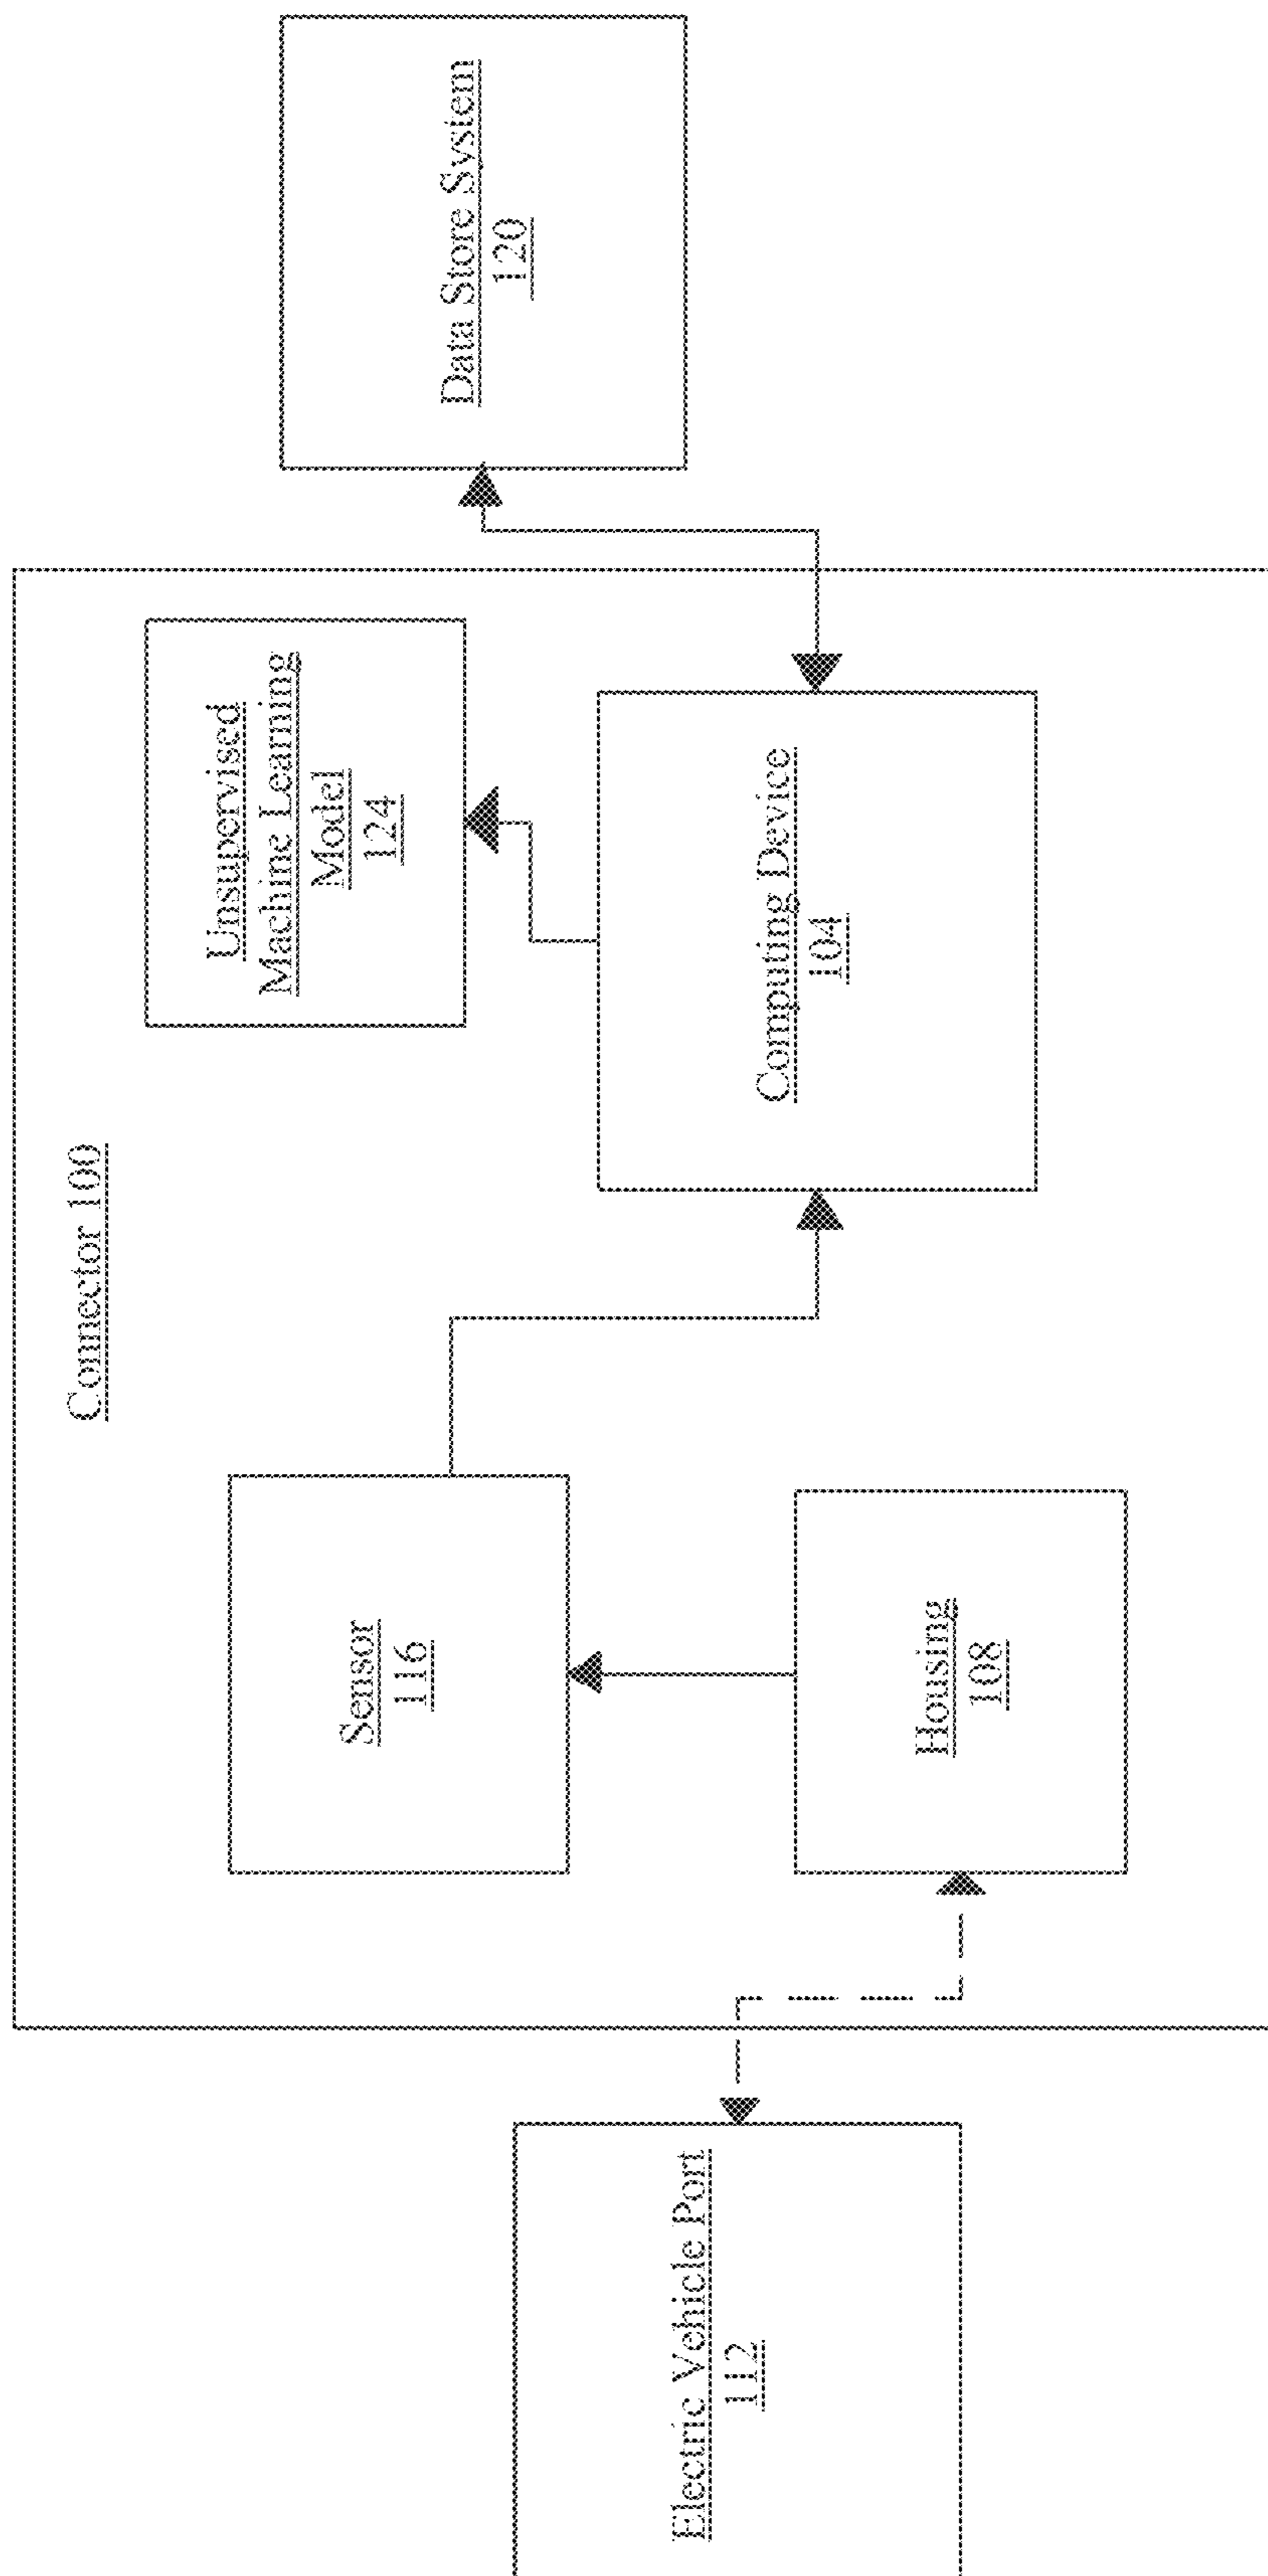 Connector 100
Electric Vehicle Port
112
Sensor
116
Housing
108
Unsupervised
Machine Learning
Model
124
Computing Device
104
Data Store System
120